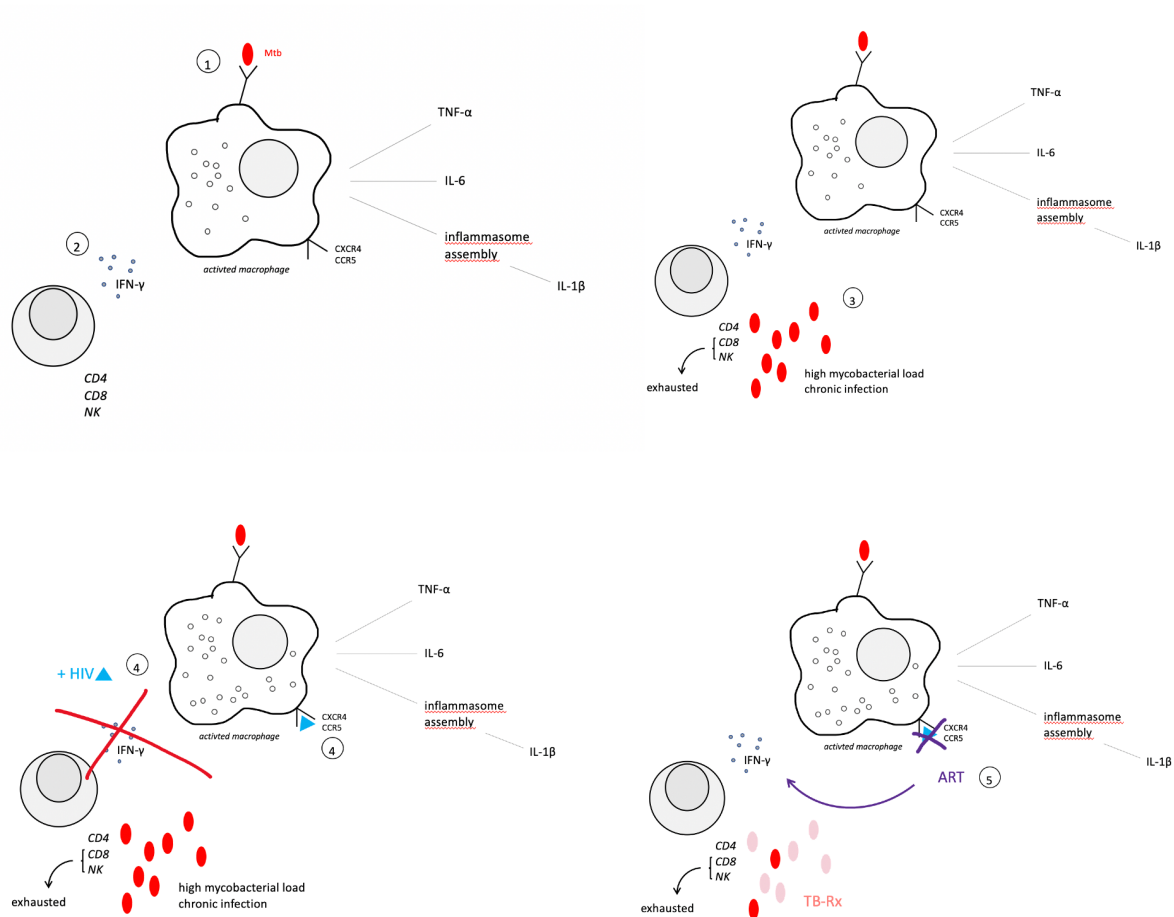 1
Mtb
TNF-α
IL-6
inflammasome
assembly
IL-1β
CXCR4
CCR5
activted macrophage
2
IFN-γ
CD4
CD8
NK
TNF-α
IL-6
inflammasome
assembly
IL-1β
CXCR4
CCR5
activted macrophage
IFN-γ
3
CD4
CD8
NK
exhausted
high mycobacterial load
chronic infection
TNF-α
IL-6
inflammasome
assembly
IL-1β
+ HIV
4
CXCR4
CCR5
4
activted macrophage
IFN-γ
CD4
CD8
NK
exhausted
high mycobacterial load
chronic infection
TNF-α
IL-6
inflammasome
assembly
IL-1β
CXCR4
CCR5
activted macrophage
IFN-γ
ART
5
CD4
CD8
NK
exhausted
TB-Rx